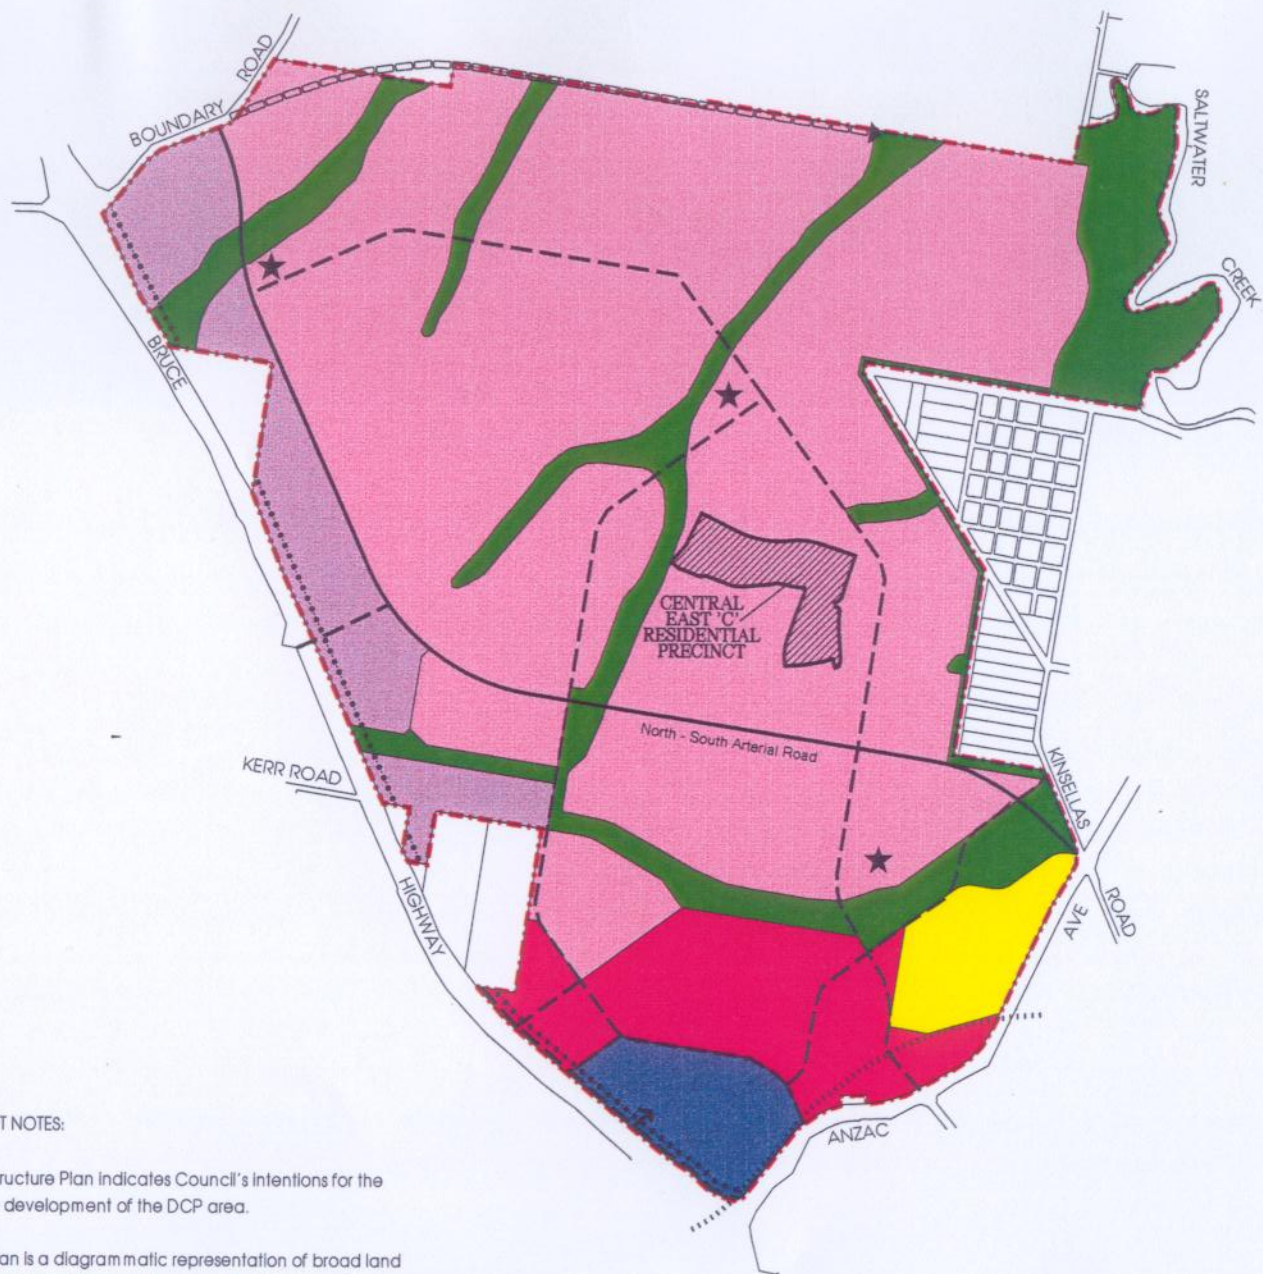 BOUNDARY ROAD
SALTWATER
CREEK
BRUCE
HIGHWAY
CENTRAL
EAST 'C'
RESIDENTIAL
PRECINCT
North - South Arterial Road
KERR ROAD
KINSELLAS
ROAD
AVE
ANZAC
T NOTES:
ructure Plan indicates Council's intentions for the
development of the DCP area.
an is a diagrammatic representation of broad land